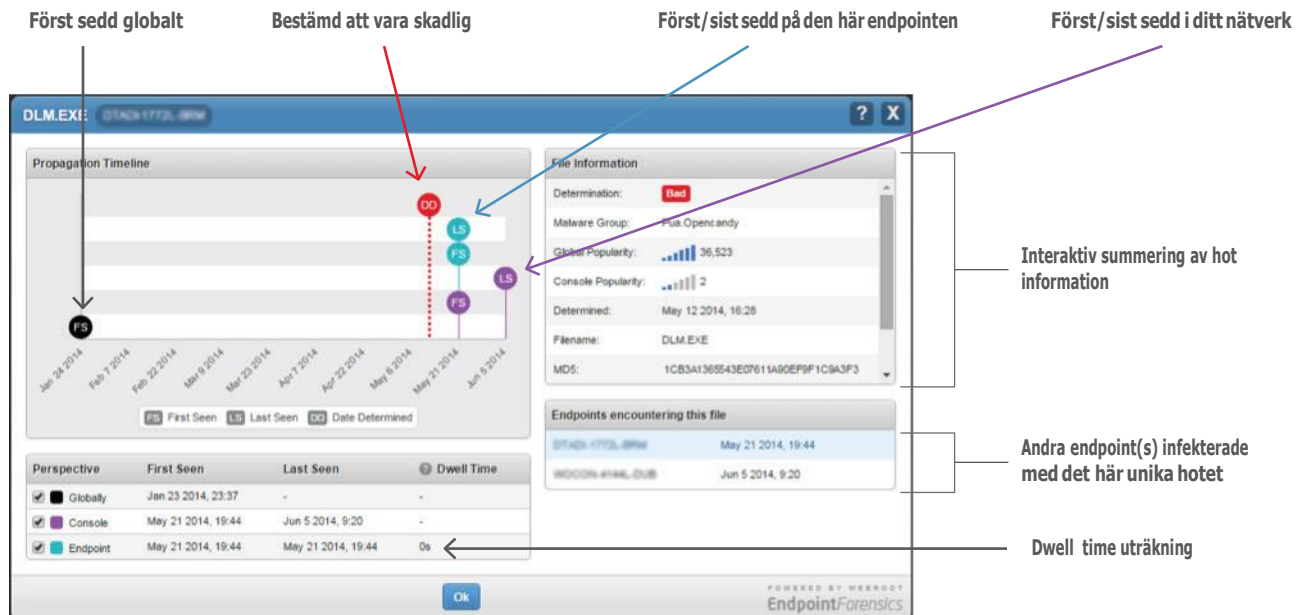 Först sedd globalt
Bestämd att vara skadlig
Först/sist sedd på den här endpointen
Först/sist sedd i ditt nätverk
DLM.EXE
? X
Propagation Timeline
DD
LS
FS
LS
FS
FS
Jan 24 2014
Feb 7 2014
Feb 22 2014
Mar 9 2014
Mar 23 2014
Apr 7 2014
Apr 22 2014
May 6 2014
May 21 2014
Jun 5 2014
FS First Seen LS Last Seen DD Date Determined
Perspective First Seen Last Seen ? Dwell Time
Globally Jan 23 2014, 23:37 - -
Console May 21 2014, 19:44 Jun 5 2014, 9:20 -
Endpoint May 21 2014, 19:44 May 21 2014, 19:44 0s
File Information
Determination: Bad
Malware Group: Pua.Opencandy
Global Popularity: 36,523
Console Popularity: 2
Determined: May 12 2014, 16:28
Filename: DLM.EXE
MD5: 1CB3A1365543E07611A90EF9F1C9A3F3
Endpoints encountering this file
May 21 2014, 19:44
Jun 5 2014, 9:20
Interaktiv summering av hot
information
Andra endpoint(s) infekterade
med det här unika hotet
Dwell time uträkning
Ok
POWERED BY WEBROOT
EndpointForensics